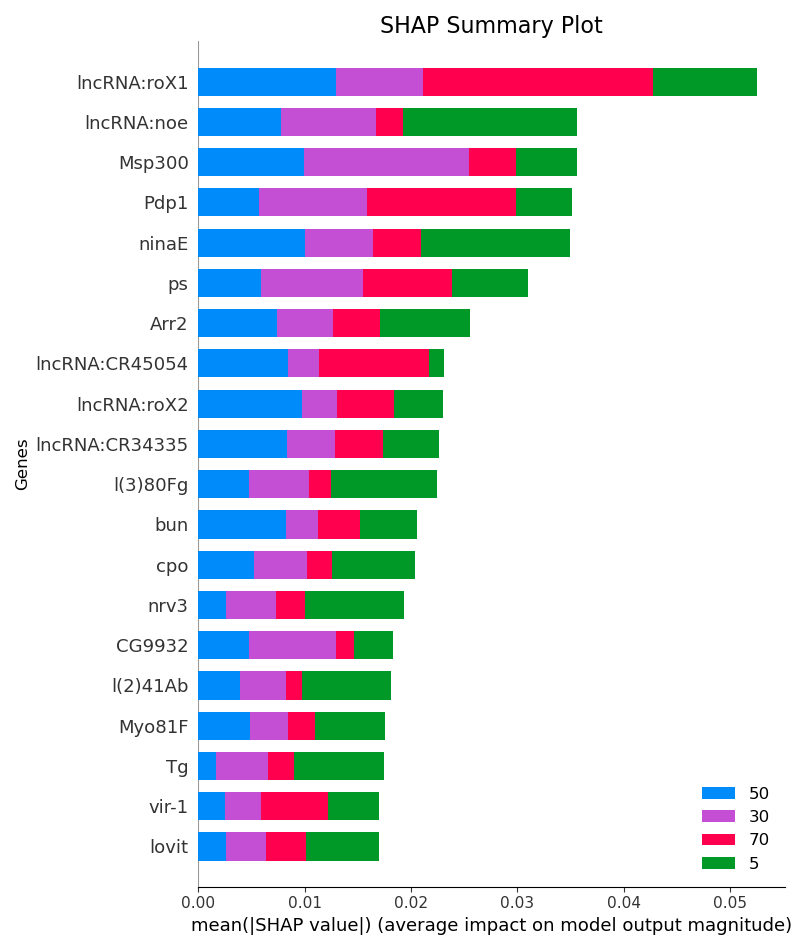 SHAP Summary Plot
lncRNA:roX1
lncRNA:noe
Msp300
Pdp1
ninaE
ps
Arr2
lncRNA:CR45054
lncRNA:roX2
lncRNA:CR34335
l(3)80Fg
bun
cpo
nrv3
CG9932
l(2)41Ab
Myo81F
Tg
vir-1
lovit
Genes
50
30
70
5
0.00 0.01 0.02 0.03 0.04 0.05
mean(|SHAP value|) (average impact on model output magnitude)